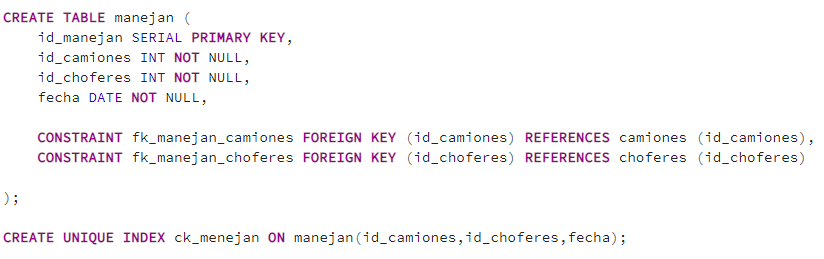 CREATE TABLE manejan (
    id_manejan SERIAL PRIMARY KEY,
    id_camiones INT NOT NULL,
    id_choferes INT NOT NULL,
    fecha DATE NOT NULL,
    CONSTRAINT fk_manejan_camiones FOREIGN KEY (id_camiones) REFERENCES camiones (id_camiones),
    CONSTRAINT fk_manejan_choferes FOREIGN KEY (id_choferes) REFERENCES choferes (id_choferes)
);
CREATE UNIQUE INDEX ck_menejan ON manejan(id_camiones,id_choferes,fecha);